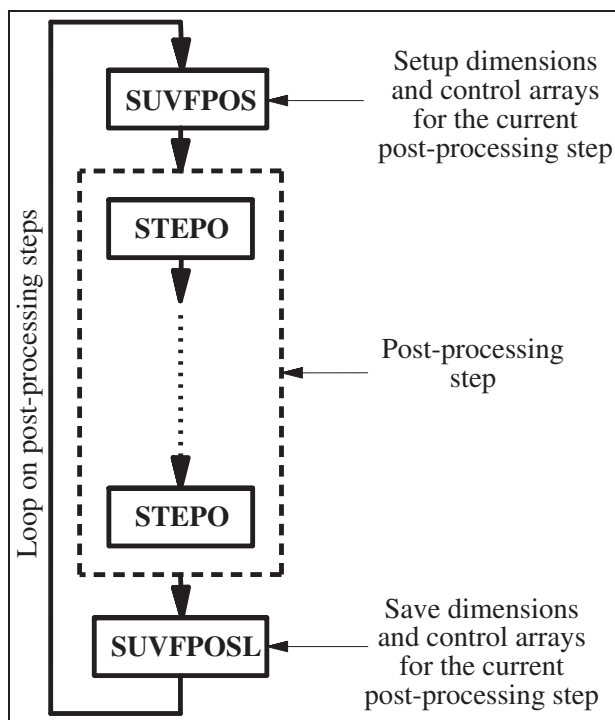 SUVFPOS
Setup dimensions
and control arrays
for the current
post-processing step
STEPO
Loop on post-processing steps
Post-processing
step
STEPO
SUVFPOSL
Save dimensions
and control arrays
for the current
post-processing step